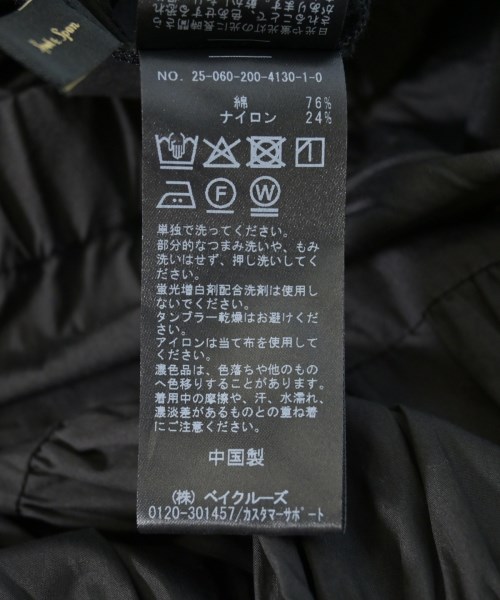 NO. 25-060-200-4130-1-0
綿 76%
ナイロン 24%
F W
単独で洗ってください。
部分的なつまみ洗いや、もみ
洗いはせず、押し洗いしてく
ださい。
蛍光増白剤配合洗剤は使用し
ないでください。
タンブラー乾燥はお避けくだ
さい。
アイロンは当て布を使用して
ください。
濃色品は、色落ちや他のもの
へ色移りすることがあります。
着用中の摩擦や、汗、水濡れ、
濃淡差があるものとの重ね着
にご注意ください。
中国製
(株) ベイクルーズ
0120-301457/カスタマーサポート